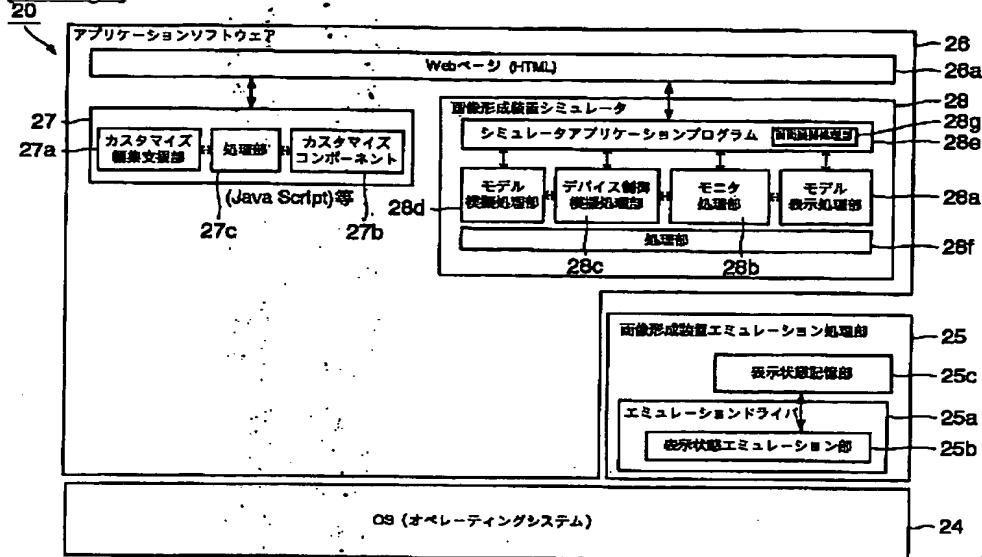 20
アプリケーションソフトウェア
26
Webページ (HTML)
26a
27
27a
カスタマイズ
編集支援部
処理部
カスタマイズ
コンポーネント
(Java Script)等
27c
27b
画像形成装置シミュレータ
28
シミュレータアプリケーションプログラム
28g
28e
モデル
模擬処理部
デバイス制御
模擬処理部
モニタ
処理部
モデル
表示処理部
28a
28d
処理部
28f
28c
28b
画像形成装置エミュレーション処理部
25
表示状態記憶部
25c
エミュレーションドライバ
25a
表示状態エミュレーション部
25b
OS (オペレーティングシステム)
24